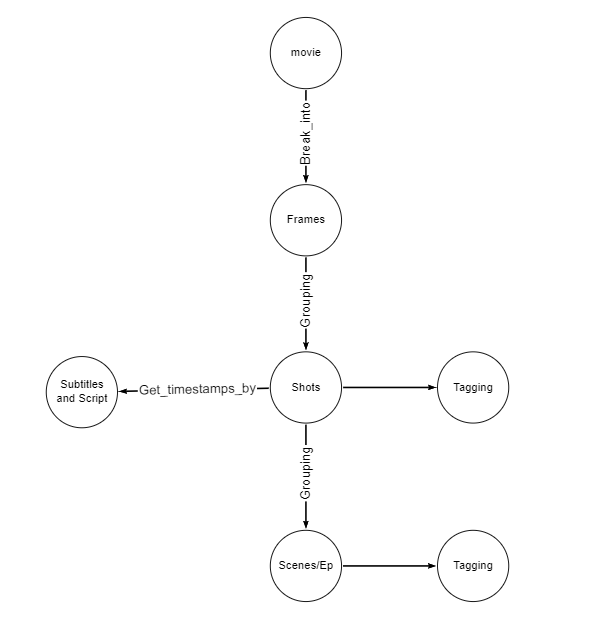 movie
Break_into
Frames
Grouping
Subtitles
and Script
Get_timestamps_by
Shots
Tagging
Grouping
Scenes/Ep
Tagging